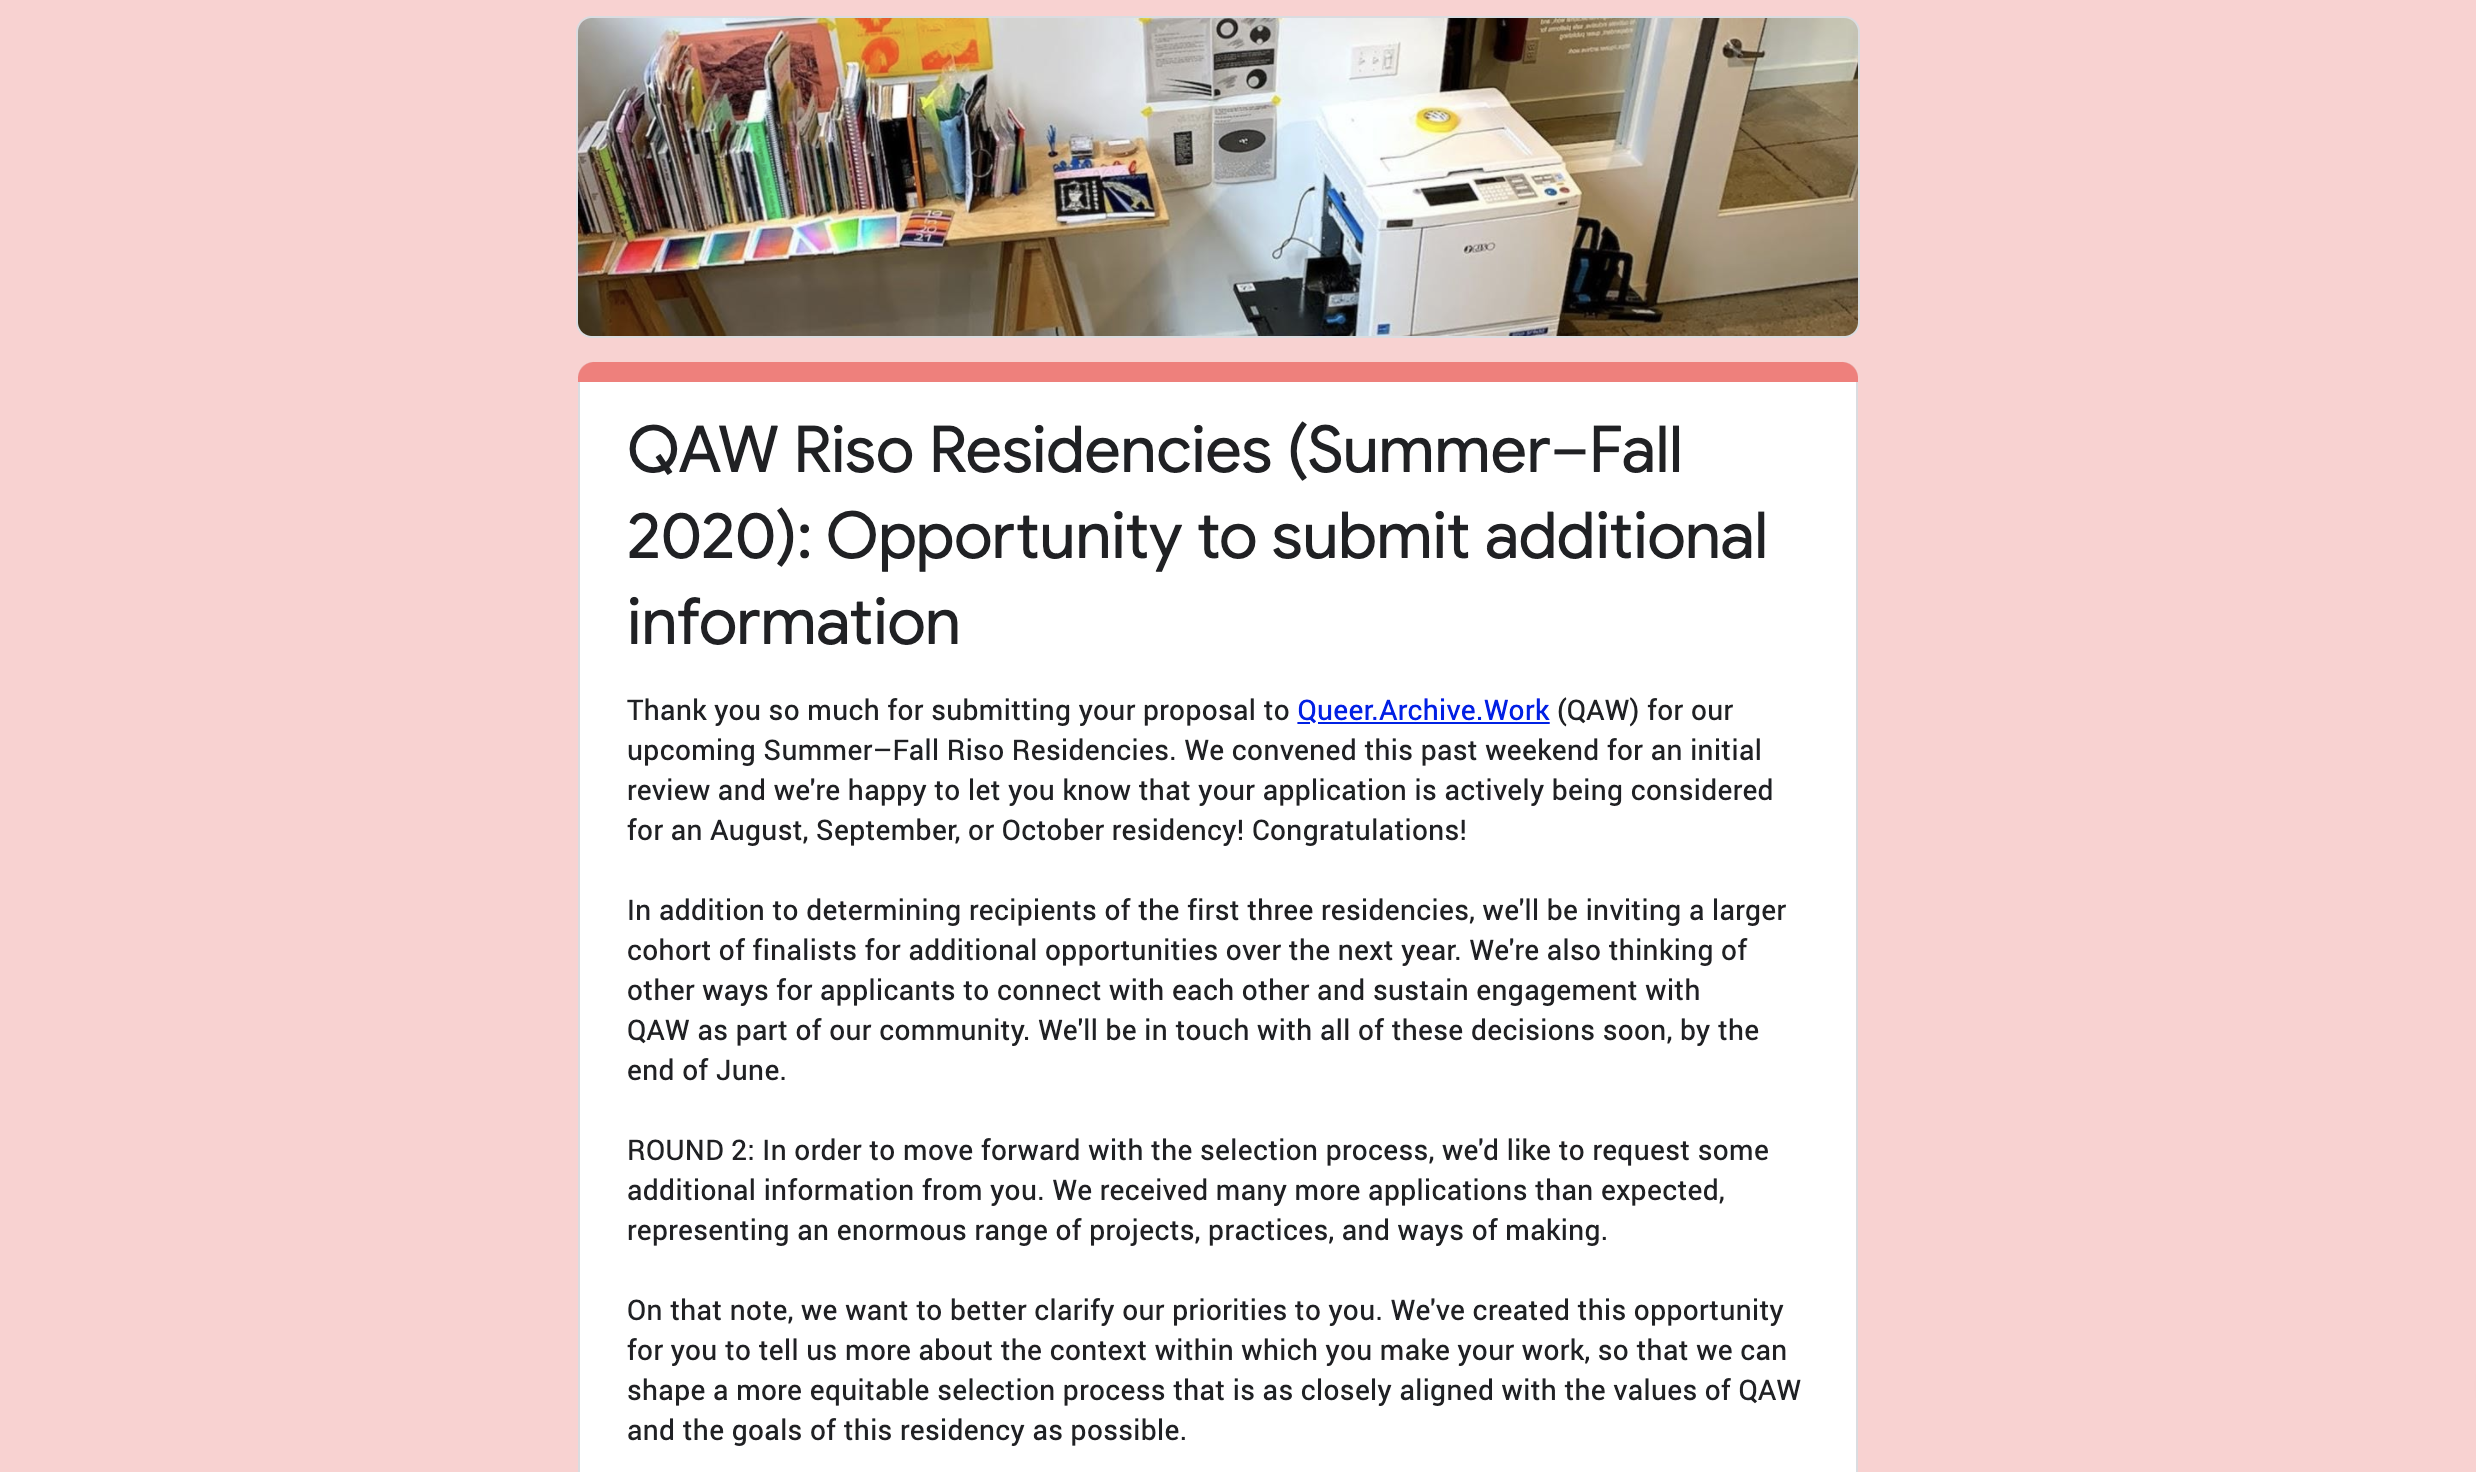 RISO
QAW Riso Residencies (Summer–Fall
2020): Opportunity to submit additional
information
Thank you so much for submitting your proposal to Queer.Archive.Work (QAW) for our
upcoming Summer–Fall Riso Residencies. We convened this past weekend for an initial
review and we're happy to let you know that your application is actively being considered
for an August, September, or October residency! Congratulations!
In addition to determining recipients of the first three residencies, we'll be inviting a larger
cohort of finalists for additional opportunities over the next year. We're also thinking of
other ways for applicants to connect with each other and sustain engagement with
QAW as part of our community. We'll be in touch with all of these decisions soon, by the
end of June.
ROUND 2: In order to move forward with the selection process, we'd like to request some
additional information from you. We received many more applications than expected,
representing an enormous range of projects, practices, and ways of making.
On that note, we want to better clarify our priorities to you. We've created this opportunity
for you to tell us more about the context within which you make your work, so that we can
shape a more equitable selection process that is as closely aligned with the values of QAW
and the goals of this residency as possible.